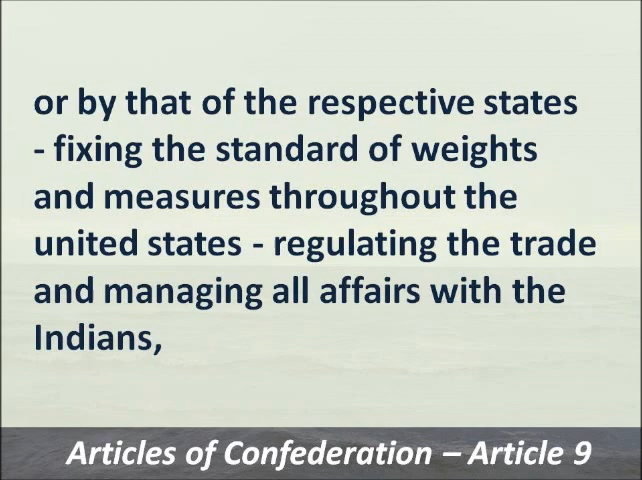 or by that of the respective states
- fixing the standard of weights
and measures throughout the
united states - regulating the trade
and managing all affairs with the
Indians,
Articles of Confederation – Article 9